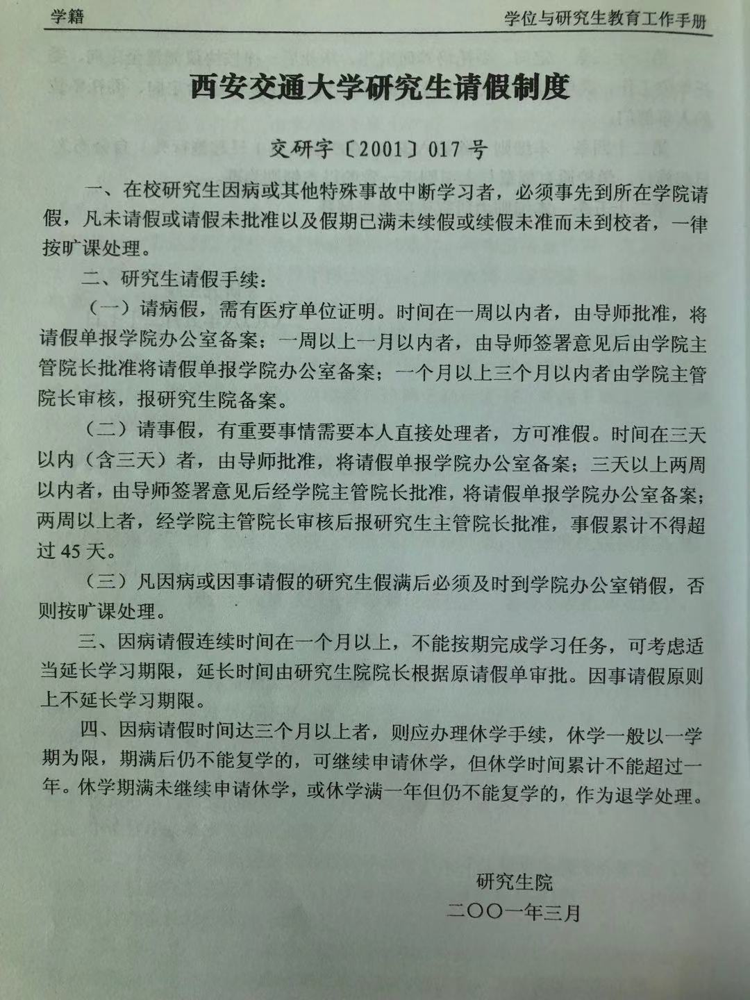 学籍
学位与研究生教育工作手册
西安交通大学研究生请假制度
交研字〔2001〕017号
一、在校研究生因病或其他特殊事故中断学习者，必须事先到所在学院请
假，凡未请假或请假未批准以及假期已满未续假或续假未准而未到校者，一律
按旷课处理。
二、研究生请假手续：
（一）请病假，需有医疗单位证明。时间在一周以内者，由导师批准，将
请假单报学院办公室备案；一周以上一月以内者，由导师签署意见后由学院主
管院长批准将请假单报学院办公室备案；一个月以上三个月以内者由学院主管
院长审核，报研究生院备案。
（二）请事假，有重要事情需要本人直接处理者，方可准假。时间在三天
以内（含三天）者，由导师批准，将请假单报学院办公室备案；三天以上两周
以内者，由导师签署意见后经学院主管院长批准，将请假单报学院办公室备案；
两周以上者，经学院主管院长审核后报研究生主管院长批准，事假累计不得超
过 45 天。
（三）凡因病或因事请假的研究生假满后必须及时到学院办公室销假，否
则按旷课处理。
三、因病请假连续时间在一个月以上，不能按期完成学习任务，可考虑适
当延长学习期限，延长时间由研究生院院长根据原请假单审批。因事请假原则
上不延长学习期限。
四、因病请假时间达三个月以上者，则应办理休学手续，休学一般以一学
期为限，期满后仍不能复学的，可继续申请休学，但休学时间累计不能超过一
年。休学期满未继续申请休学，或休学满一年但仍不能复学的，作为退学处理。
研究生院
二〇〇一年三月